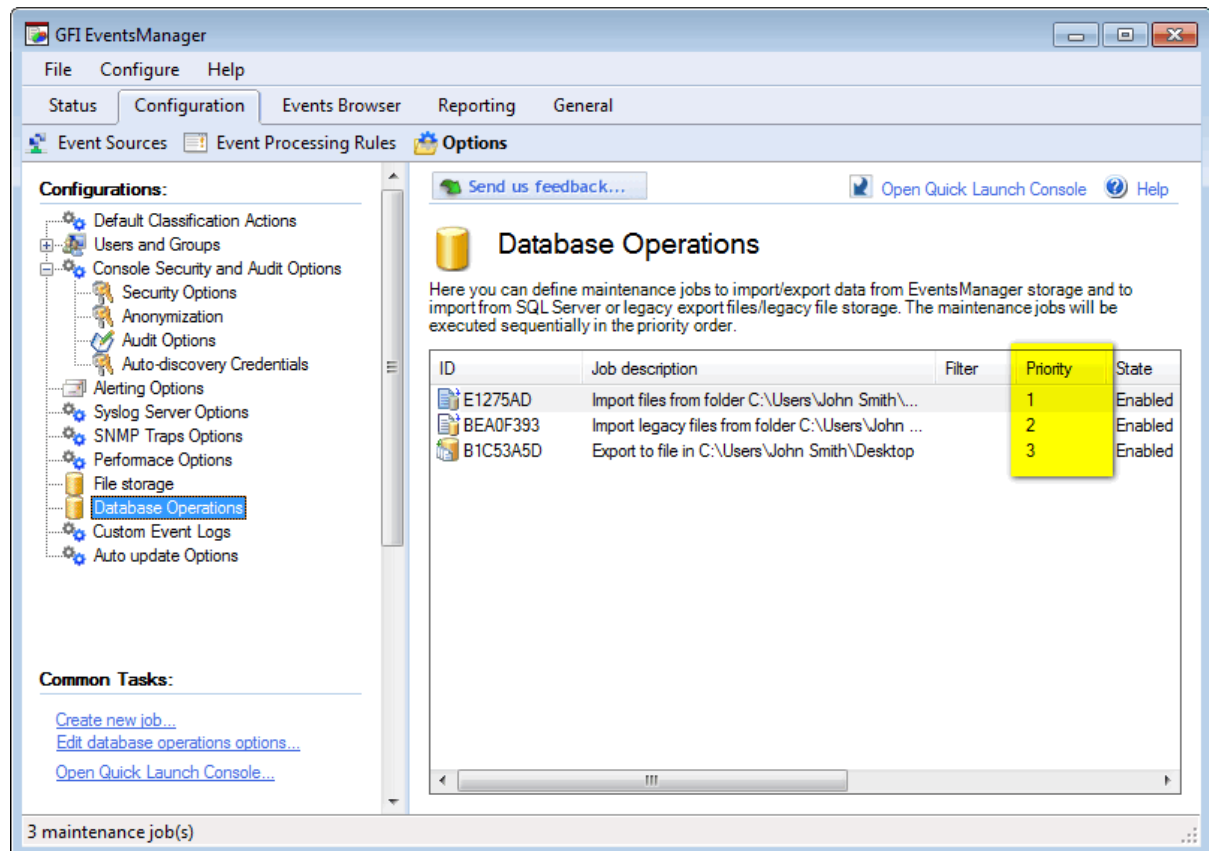 GFI EventsManager
File Configure Help
Status Configuration Events Browser Reporting General
Event Sources Event Processing Rules Options
Configurations:
Default Classification Actions
Users and Groups
Console Security and Audit Options
Security Options
Anonymization
Audit Options
Auto-discovery Credentials
Alerting Options
Syslog Server Options
SNMP Traps Options
Performace Options
File storage
Database Operations
Custom Event Logs
Auto update Options
Common Tasks:
Create new job...
Edit database operations options...
Open Quick Launch Console...
Send us feedback... Open Quick Launch Console Help
Database Operations
Here you can define maintenance jobs to import/export data from EventsManager storage and to
import from SQL Server or legacy export files/legacy file storage. The maintenance jobs will be
executed sequentially in the priority order.
ID Job description Filter Priority State
E1275AD Import files from folder C:\Users\John Smith\... 1 Enabled
BEA0F393 Import legacy files from folder C:\Users\John ... 2 Enabled
B1C53A5D Export to file in C:\Users\John Smith\Desktop 3 Enabled
3 maintenance job(s)